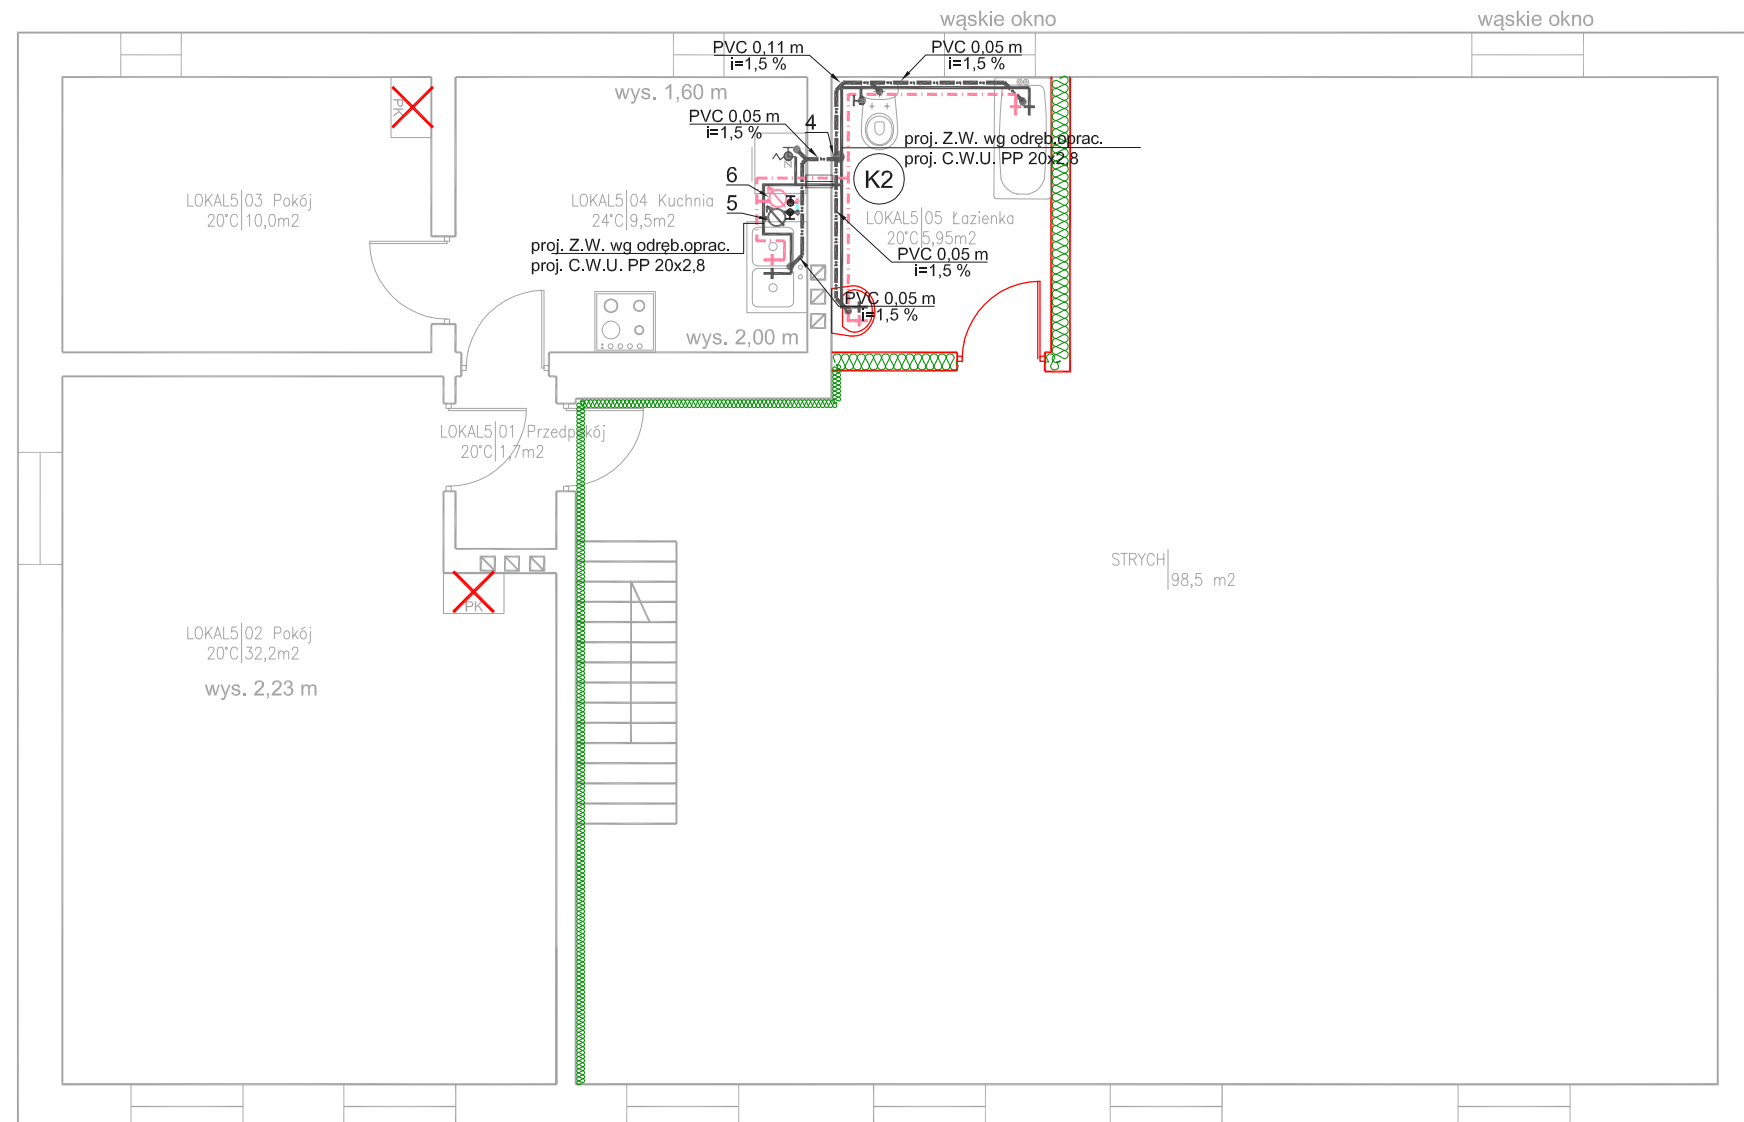 wąskie okno
wąskie okno
PVC 0,11 m
i=1,5 %
PVC 0,05 m
i=1,5 %
wys. 1,60 m
PK
PVC 0,05 m
i=1,5 %
4
proj. Z.W. wg odręb.oprac.
proj. C.W.U. PP 20x2,8
K2
6
5
LOKAL5 03 Pokój
20°C 10,0m2
LOKAL5 04 Kuchnia
24°C 9,5m2
LOKAL5 05 Łazienka
20°C 5,95m2
proj. Z.W. wg odręb.oprac.
proj. C.W.U. PP 20x2,8
PVC 0,05 m
i=1,5 %
PVC 0,05 m
i=1,5 %
wys. 2,00 m
LOKAL5 01 Przedpokój
20°C 1,7m2
STRYCH
98,5 m2
PK
LOKAL5 02 Pokój
20°C 32,2m2
wys. 2,23 m